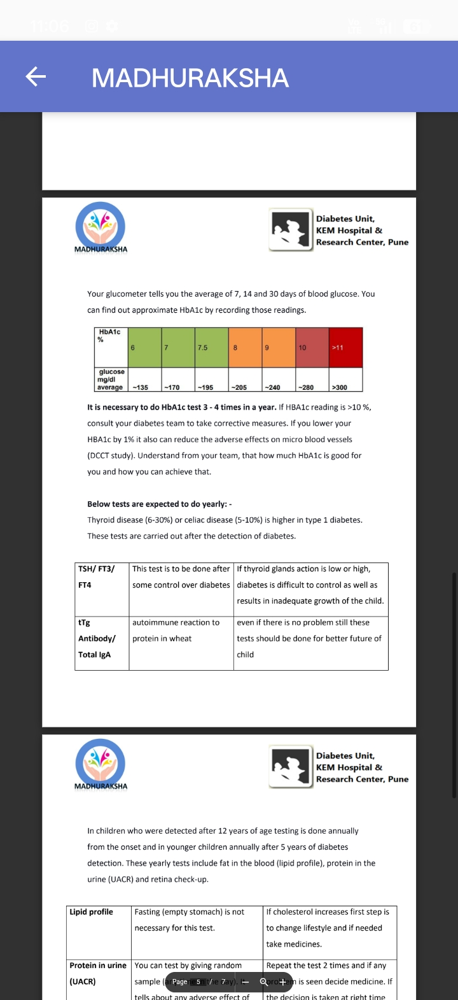 11:06
MADHURAKSHA
MADHURAKSHA
Diabetes Unit,
KEM Hospital &
Research Center, Pune
Your glucometer tells you the average of 7, 14 and 30 days of blood glucose. You
can find out approximate HbA1c by recording those readings.
HbA1c
% 6 7 7.5 8 9 10 >11
glucose
mg/dl
average ~135 ~170 ~195 ~205 ~240 ~280 >300
It is necessary to do HbA1c test 3 - 4 times in a year. If HBA1c reading is >10 %,
consult your diabetes team to take corrective measures. If you lower your
HBA1c by 1% it also can reduce the adverse effects on micro blood vessels
(DCCT study). Understand from your team, that how much HbA1c is good for
you and how you can achieve that.
Below tests are expected to do yearly: -
Thyroid disease (6-30%) or celiac disease (5-10%) is higher in type 1 diabetes.
These tests are carried out after the detection of diabetes.
TSH/ FT3/ This test is to be done after If thyroid glands action is low or high,
FT4 some control over diabetes diabetes is difficult to control as well as
results in inadequate growth of the child.
tTg autoimmune reaction to even if there is no problem still these
Antibody/ protein in wheat tests should be done for better future of
Total IgA child
MADHURAKSHA
Diabetes Unit,
KEM Hospital &
Research Center, Pune
In children who were detected after 12 years of age testing is done annually
from the onset and in younger children annually after 5 years of diabetes
detection. These yearly tests include fat in the blood (lipid profile), protein in the
urine (UACR) and retina check-up.
Lipid profile Fasting (empty stomach) is not If cholesterol increases first step is
necessary for this test. to change lifestyle and if needed
take medicines.
Protein in urine You can test by giving random Repeat the test 2 times and if any
(UACR) sample the day). It problem is seen decide medicine. If
tells about any adverse effect of the decision is taken at right time
Page 5 / 7